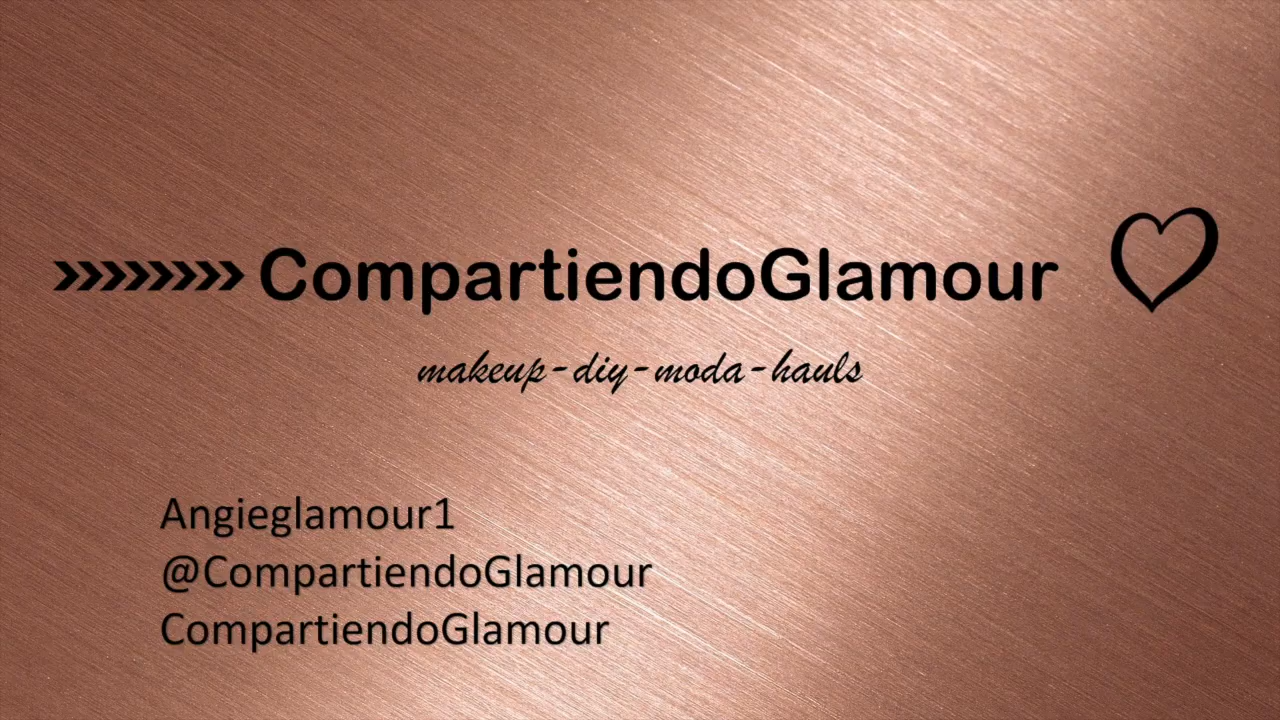 CompartiendoGlamour
makeup-diy-moda-hauls
Angieglamour1
@CompartiendoGlamour
CompartiendoGlamour